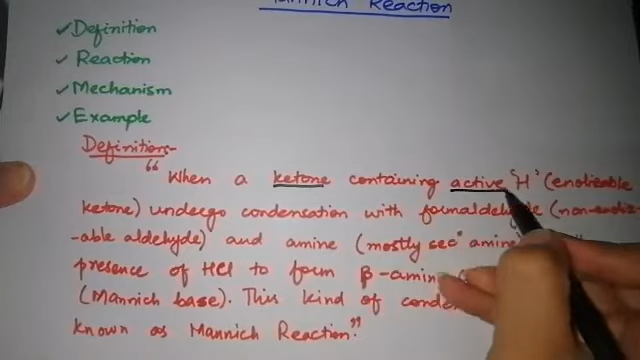 Mannich Reaction
✓Definition
✓Reaction
✓Mechanism
✓Example
Definition:-
“When a ketone containing active 'H' (enolizable
ketone) undergo condensation with formaldehyde (non-enoliz-
-able aldehyde) and amine (mostly sec° amine
presence of HCl to form β-amin
(Mannich base). This kind of conden
known as Mannich Reaction.”